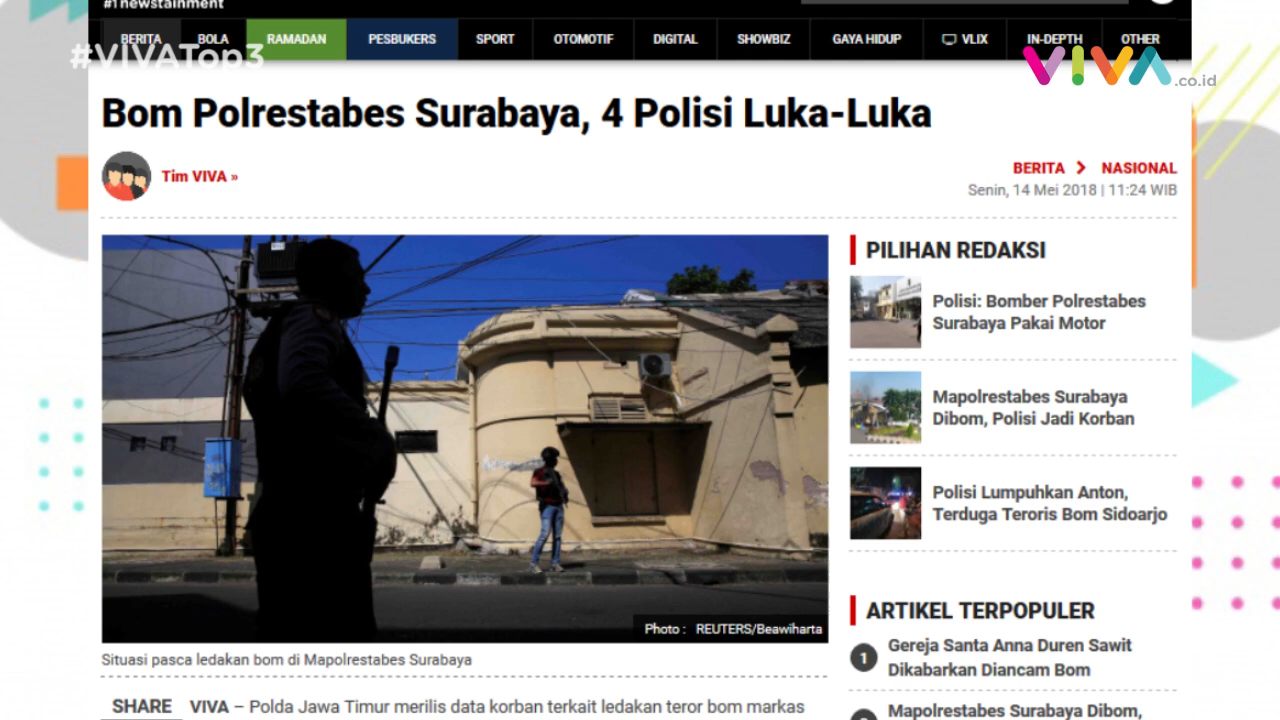 #1newstainment
BERITA BOLA RAMADAN PESBUKERS SPORT OTOMOTIF DIGITAL SHOWBIZ GAYA HIDUP VLIX IN-DEPTH OTHER
#VIVATop3
VIVA.co.id
Bom Polrestabes Surabaya, 4 Polisi Luka-Luka
Tim VIVA »
BERITA > NASIONAL
Senin, 14 Mei 2018 | 11:24 WIB
Photo : REUTERS/Beawiharta
Situasi pasca ledakan bom di Mapolrestabes Surabaya
SHARE
VIVA – Polda Jawa Timur merilis data korban terkait ledakan teror bom markas
PILIHAN REDAKSI
Polisi: Bomber Polrestabes
Surabaya Pakai Motor
Mapolrestabes Surabaya
Dibom, Polisi Jadi Korban
Polisi Lumpuhkan Anton,
Terduga Teroris Bom Sidoarjo
ARTIKEL TERPOPULER
1
Gereja Santa Anna Duren Sawit
Dikabarkan Diancam Bom
Mapolrestabes Surabaya Dibom,